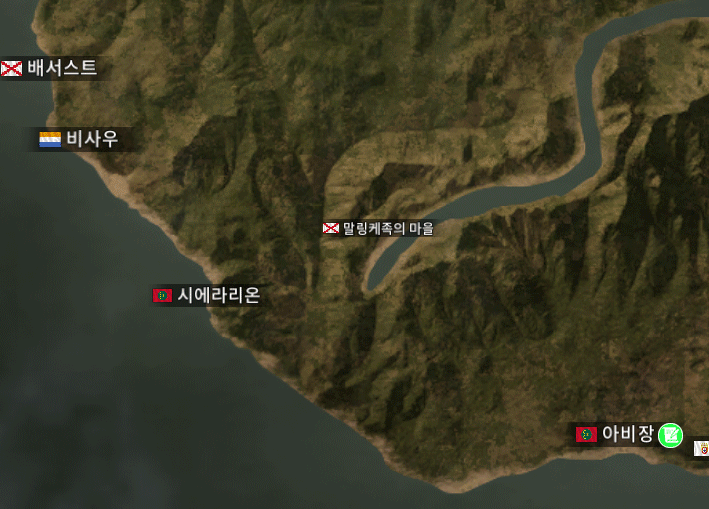 배서스트
비사우
말링케족의 마을
시에라리온
아비장